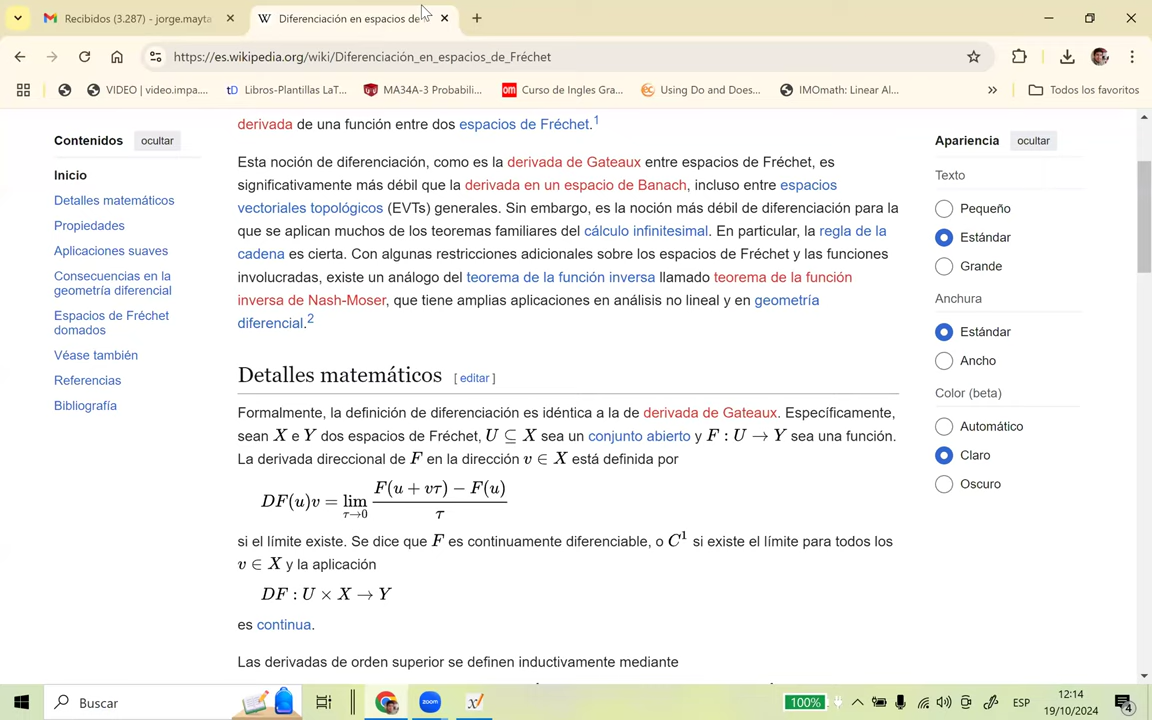 Recibidos (3.287) - jorge.mayta
Diferenciación en espacios de
https://es.wikipedia.org/wiki/Diferenciación_en_espacios_de_Fréchet
VIDEO | video.impa....
Libros-Plantillas LaT...
MA34A-3 Probabili...
Curso de Ingles Gra...
Using Do and Does...
IMOmath: Linear Al...
»
Todos los favoritos
Contenidos ocultar
Inicio
Detalles matemáticos
Propiedades
Aplicaciones suaves
Consecuencias en la
geometría diferencial
Espacios de Fréchet
domados
Véase también
Referencias
Bibliografía
derivada de una función entre dos espacios de Fréchet.1
Esta noción de diferenciación, como es la derivada de Gateaux entre espacios de Fréchet, es
significativamente más débil que la derivada en un espacio de Banach, incluso entre espacios
vectoriales topológicos (EVTs) generales. Sin embargo, es la noción más débil de diferenciación para la
que se aplican muchos de los teoremas familiares del cálculo infinitesimal. En particular, la regla de la
cadena es cierta. Con algunas restricciones adicionales sobre los espacios de Fréchet y las funciones
involucradas, existe un análogo del teorema de la función inversa llamado teorema de la función
inversa de Nash-Moser, que tiene amplias aplicaciones en análisis no lineal y en geometría
diferencial.2
Detalles matemáticos [ editar ]
Formalmente, la definición de diferenciación es idéntica a la de derivada de Gateaux. Específicamente,
sean X e Y dos espacios de Fréchet, U ⊆ X sea un conjunto abierto y F : U → Y sea una función.
La derivada direccional de F en la dirección v ∈ X está definida por
DF(u)v = lim τ→0 F(u + vτ) − F(u) / τ
si el límite existe. Se dice que F es continuamente diferenciable, o C1 si existe el límite para todos los
v ∈ X y la aplicación
DF : U × X → Y
es continua.
Las derivadas de orden superior se definen inductivamente mediante
Apariencia ocultar
Texto
Pequeño
Estándar
Grande
Anchura
Estándar
Ancho
Color (beta)
Automático
Claro
Oscuro
Buscar
zoom
100%
ESP
12:14
19/10/2024
4